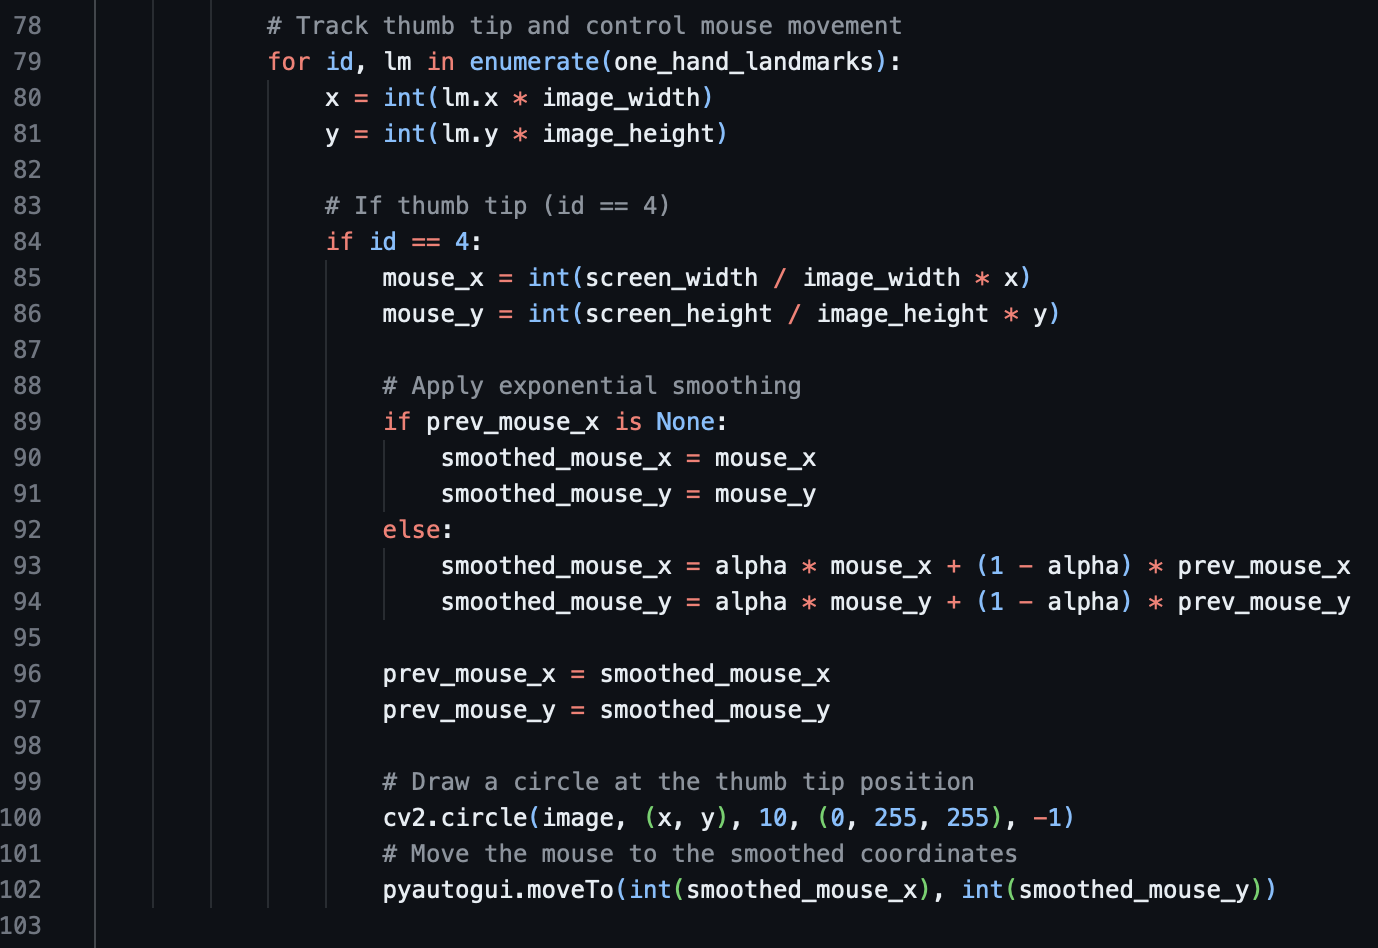 78 # Track thumb tip and control mouse movement
79 for id, lm in enumerate(one_hand_landmarks):
80 x = int(lm.x * image_width)
81 y = int(lm.y * image_height)
82
83 # If thumb tip (id == 4)
84 if id == 4:
85 mouse_x = int(screen_width / image_width * x)
86 mouse_y = int(screen_height / image_height * y)
87
88 # Apply exponential smoothing
89 if prev_mouse_x is None:
90 smoothed_mouse_x = mouse_x
91 smoothed_mouse_y = mouse_y
92 else:
93 smoothed_mouse_x = alpha * mouse_x + (1 - alpha) * prev_mouse_x
94 smoothed_mouse_y = alpha * mouse_y + (1 - alpha) * prev_mouse_y
95
96 prev_mouse_x = smoothed_mouse_x
97 prev_mouse_y = smoothed_mouse_y
98
99 # Draw a circle at the thumb tip position
100 cv2.circle(image, (x, y), 10, (0, 255, 255), -1)
101 # Move the mouse to the smoothed coordinates
102 pyautogui.moveTo(int(smoothed_mouse_x), int(smoothed_mouse_y))
103